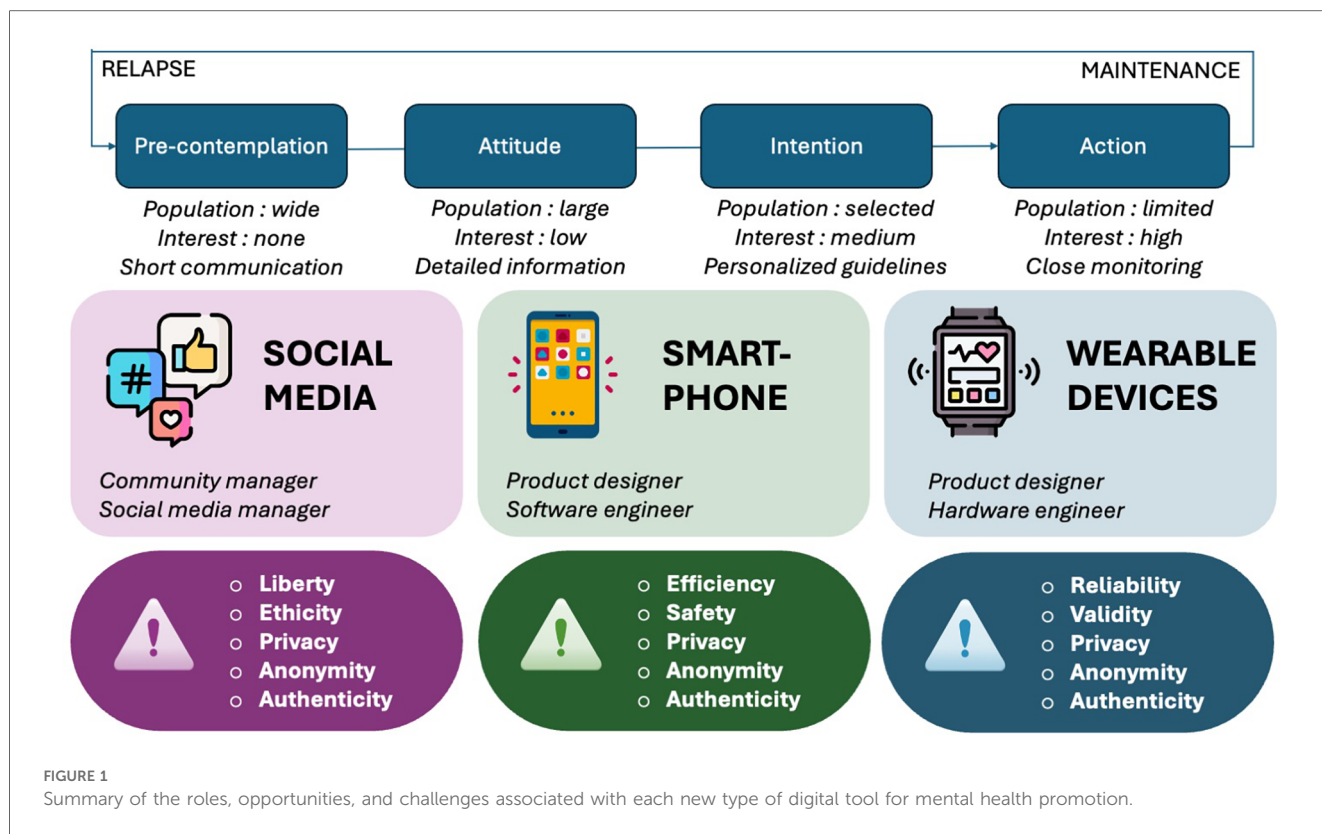 RELAPSE
MAINTENANCE
Pre-contemplation
Attitude
Intention
Action
Population : wide
Interest : none
Short communication
Population : large
Interest : low
Detailed information
Population : selected
Interest : medium
Personalized guidelines
Population : limited
Interest : high
Close monitoring
#
SOCIAL
MEDIA
Community manager
Social media manager
SMART-
PHONE
Product designer
Software engineer
WEARABLE
DEVICES
Product designer
Hardware engineer
!
○ Liberty
○ Ethicity
○ Privacy
○ Anonymity
○ Authenticity
!
○ Efficiency
○ Safety
○ Privacy
○ Anonymity
○ Authenticity
!
○ Reliability
○ Validity
○ Privacy
○ Anonymity
○ Authenticity
FIGURE 1
Summary of the roles, opportunities, and challenges associated with each new type of digital tool for mental health promotion.